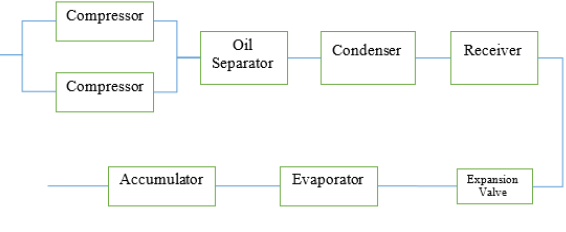 Compressor
Oil
Separator
Condenser
Receiver
Compressor
Accumulator
Evaporator
Expansion
Valve